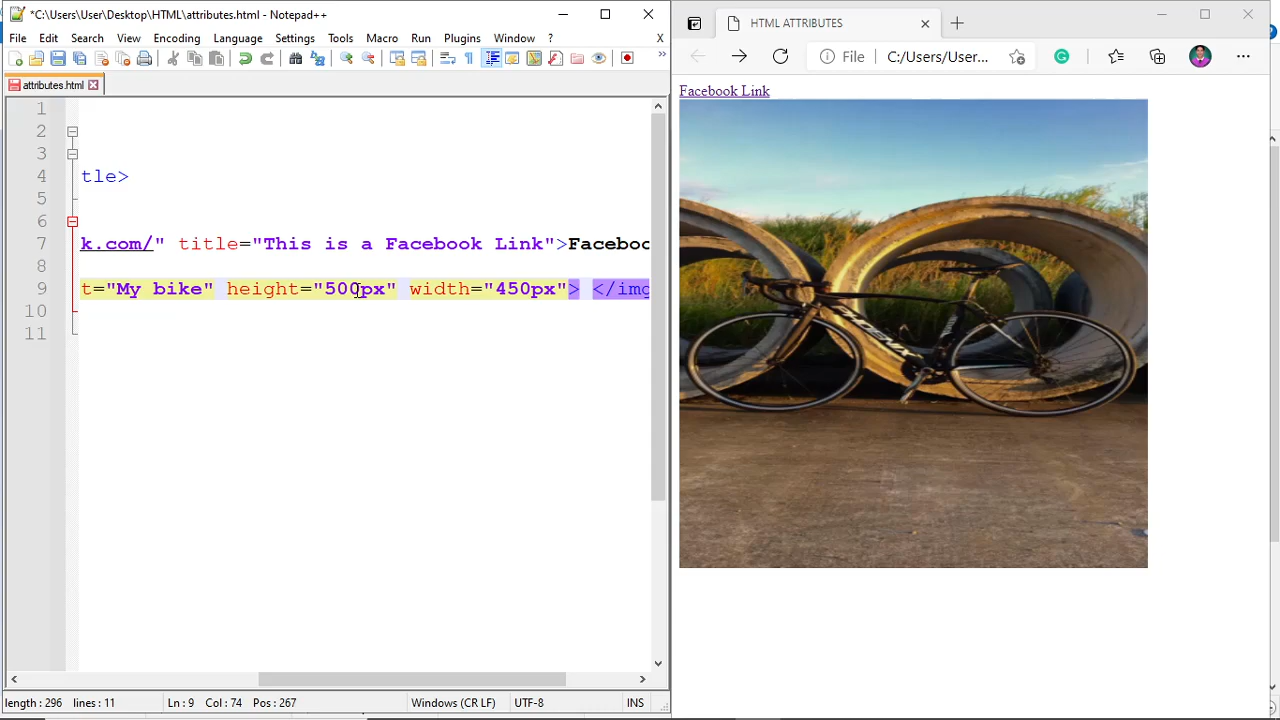 *C:\Users\User\Desktop\HTML\attributes.html - Notepad++
File Edit Search View Encoding Language Settings Tools Macro Run Plugins Window ? X
attributes.html
1
2
3
4 tle>
5
6
7 k.com/" title="This is a Facebook Link">Faceboo
8
9 t="My bike" height="500px" width="450px"> </img
10
11
length: 296 lines: 11 Ln: 9 Col: 74 Pos: 267 Windows (CR LF) UTF-8 INS
HTML ATTRIBUTES
File C:/Users/User...
Facebook Link
PHOENIX